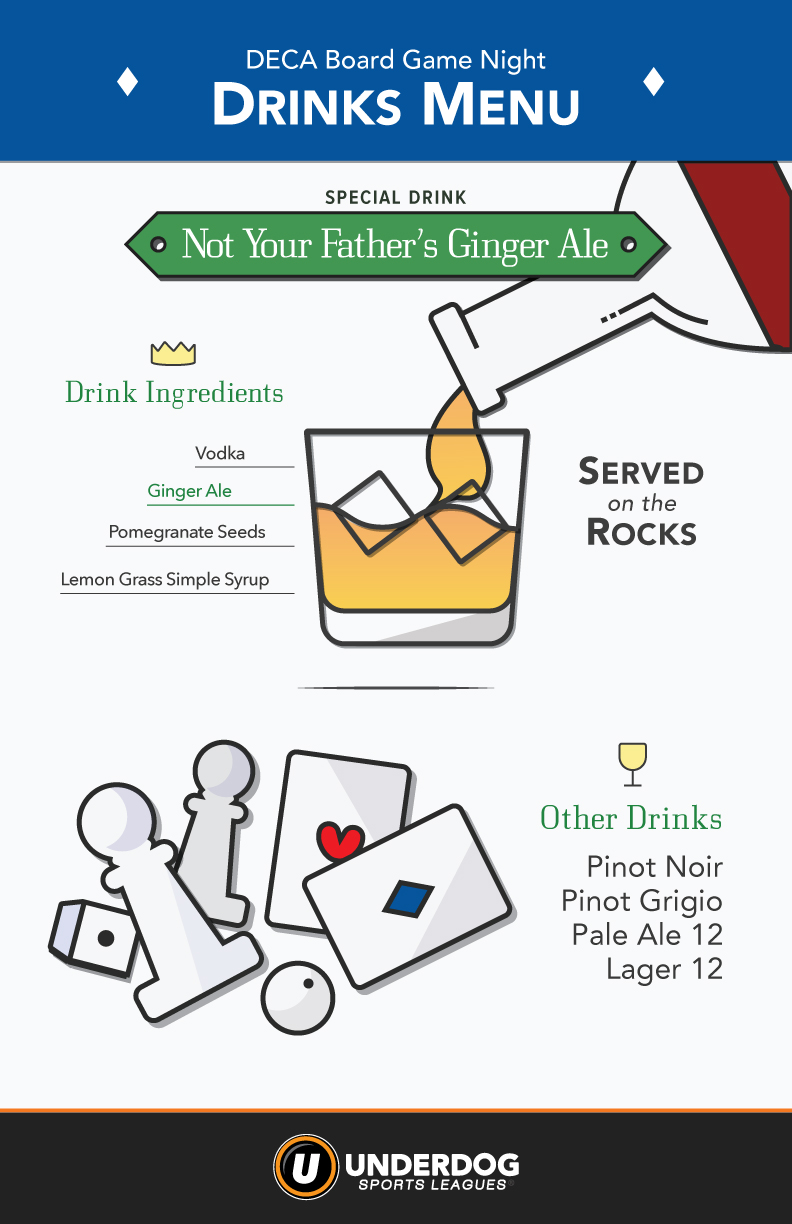 DECA Board Game Night
DRINKS MENU
SPECIAL DRINK
Not Your Father's Ginger Ale
Drink Ingredients
Vodka
Ginger Ale
Pomegranate Seeds
Lemon Grass Simple Syrup
SERVED
on the
ROCKS
Other Drinks
Pinot Noir
Pinot Grigio
Pale Ale 12
Lager 12
U
UNDERDOG
SPORTS LEAGUES